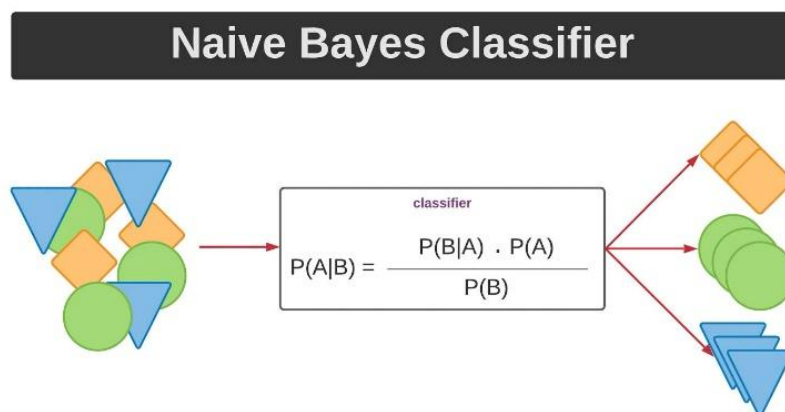 Naive Bayes Classifier
classifier
P(A|B) = P(B|A) . P(A)
P(B)